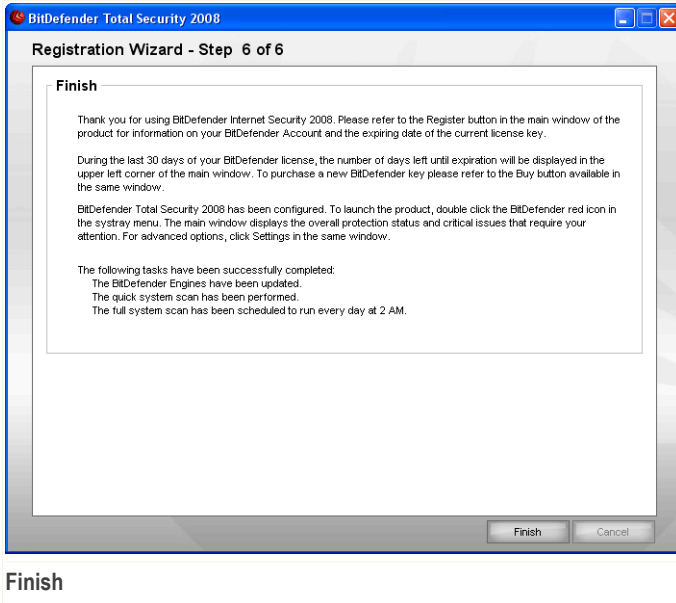 BitDefender Total Security 2008
Registration Wizard - Step 6 of 6
Finish
Thank you for using BitDefender Internet Security 2008. Please refer to the Register button in the main window of the
product for information on your BitDefender Account and the expiring date of the current license key.
During the last 30 days of your BitDefender license, the number of days left until expiration will be displayed in the
upper left corner of the main window. To purchase a new BitDefender key please refer to the Buy button available in
the same window.
BitDefender Total Security 2008 has been configured. To launch the product, double click the BitDefender red icon in
the systray menu. The main window displays the overall protection status and critical issues that require your
attention. For advanced options, click Settings in the same window.
The following tasks have been successfully completed:
The BitDefender Engines have been updated.
The quick system scan has been performed.
The full system scan has been scheduled to run every day at 2 AM.
Finish Cancel
Finish